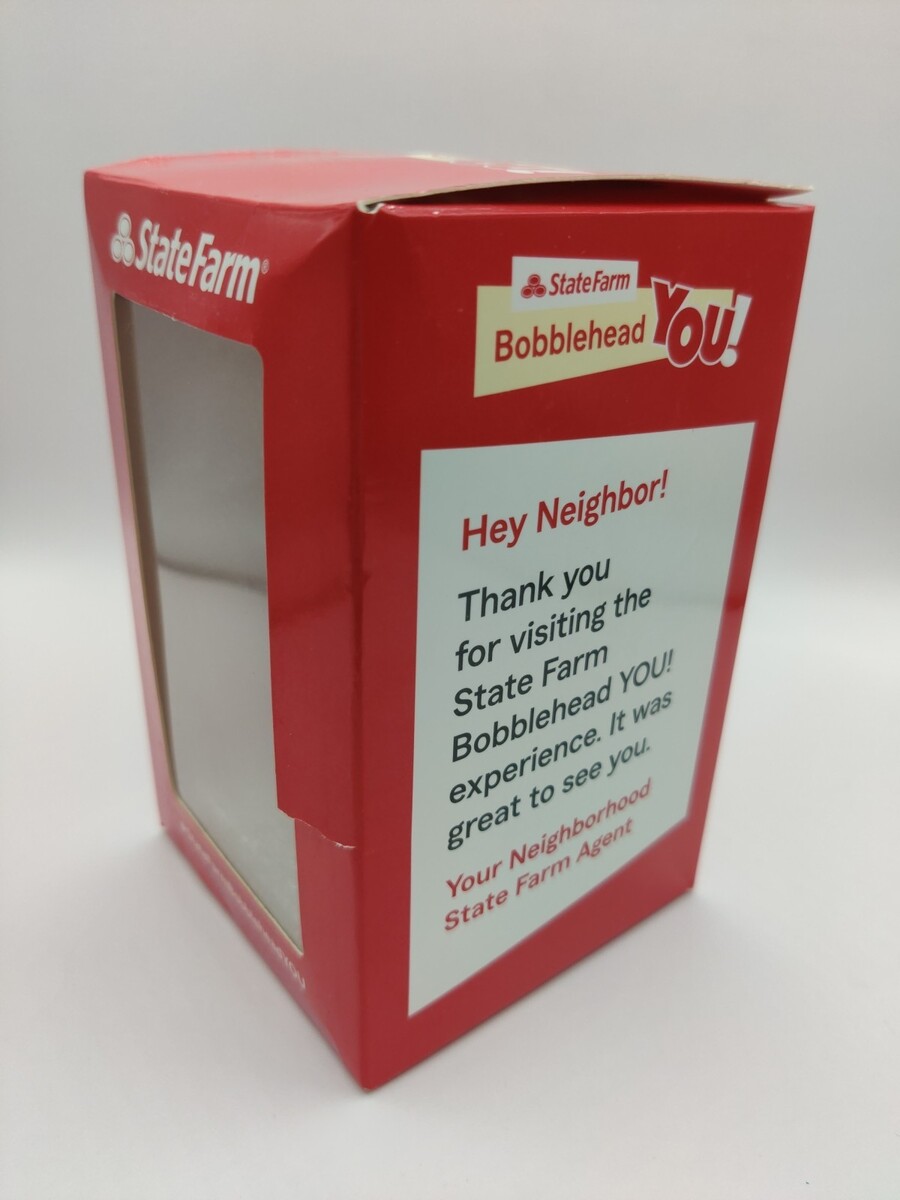 StateFarm®
StateFarm
Bobblehead YOU!
Hey Neighbor!
Thank you
for visiting the
State Farm
Bobblehead YOU!
experience. It was
great to see you.
Your Neighborhood
State Farm Agent